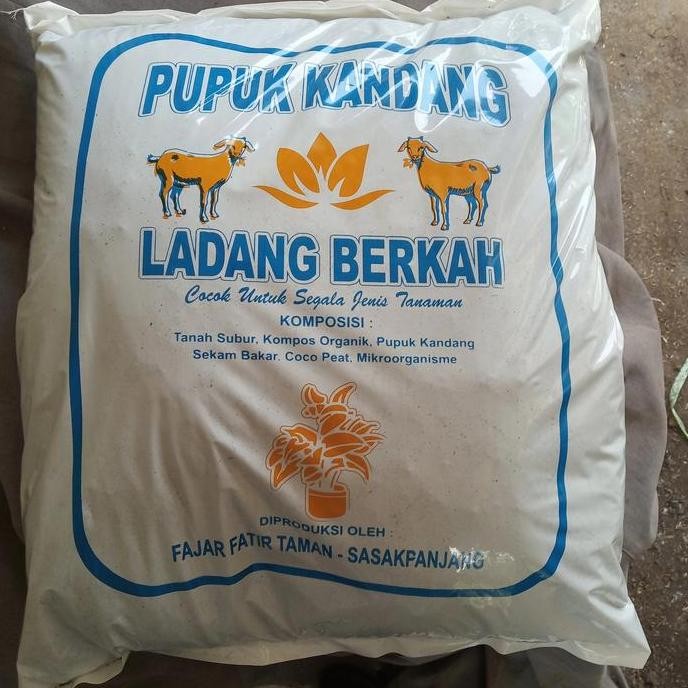 PUPUK KANDANG
LADANG BERKAH
Cocok Untuk Segala Jenis Tanaman
KOMPOSISI :
Tanah Subur, Kompos Organik, Pupuk Kandang
Sekam Bakar, Coco Peat, Mikroorganisme
DIPRODUKSI OLEH :
FAJAR FATIR TAMAN - SASAKPANJANG